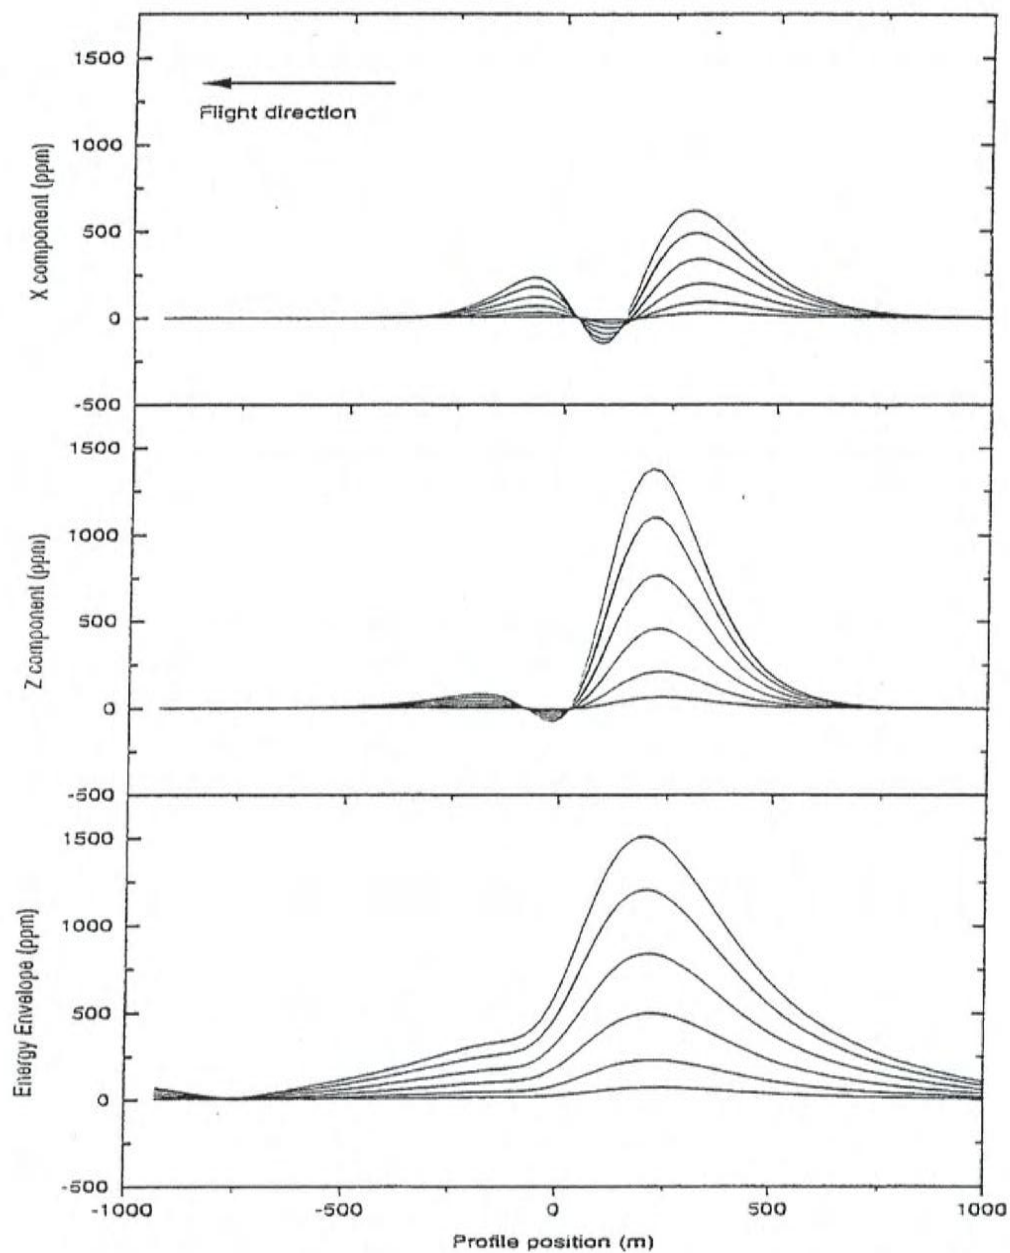 1500
Flight direction
1000
X component (ppm)
500
0
-500
1500
1000
Z component (ppm)
500
0
-500
1500
1000
Energy Envelope (ppm)
500
0
-500
-1000 -500 0 500 1000
Profile position (m)